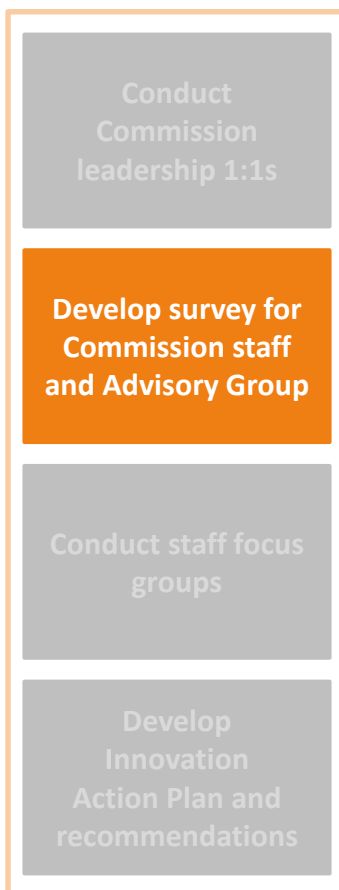 Conduct
Commission
leadership 1:1s
Develop survey for
Commission staff
and Advisory Group
Conduct staff focus
groups
Develop
Innovation
Action Plan and
recommendations